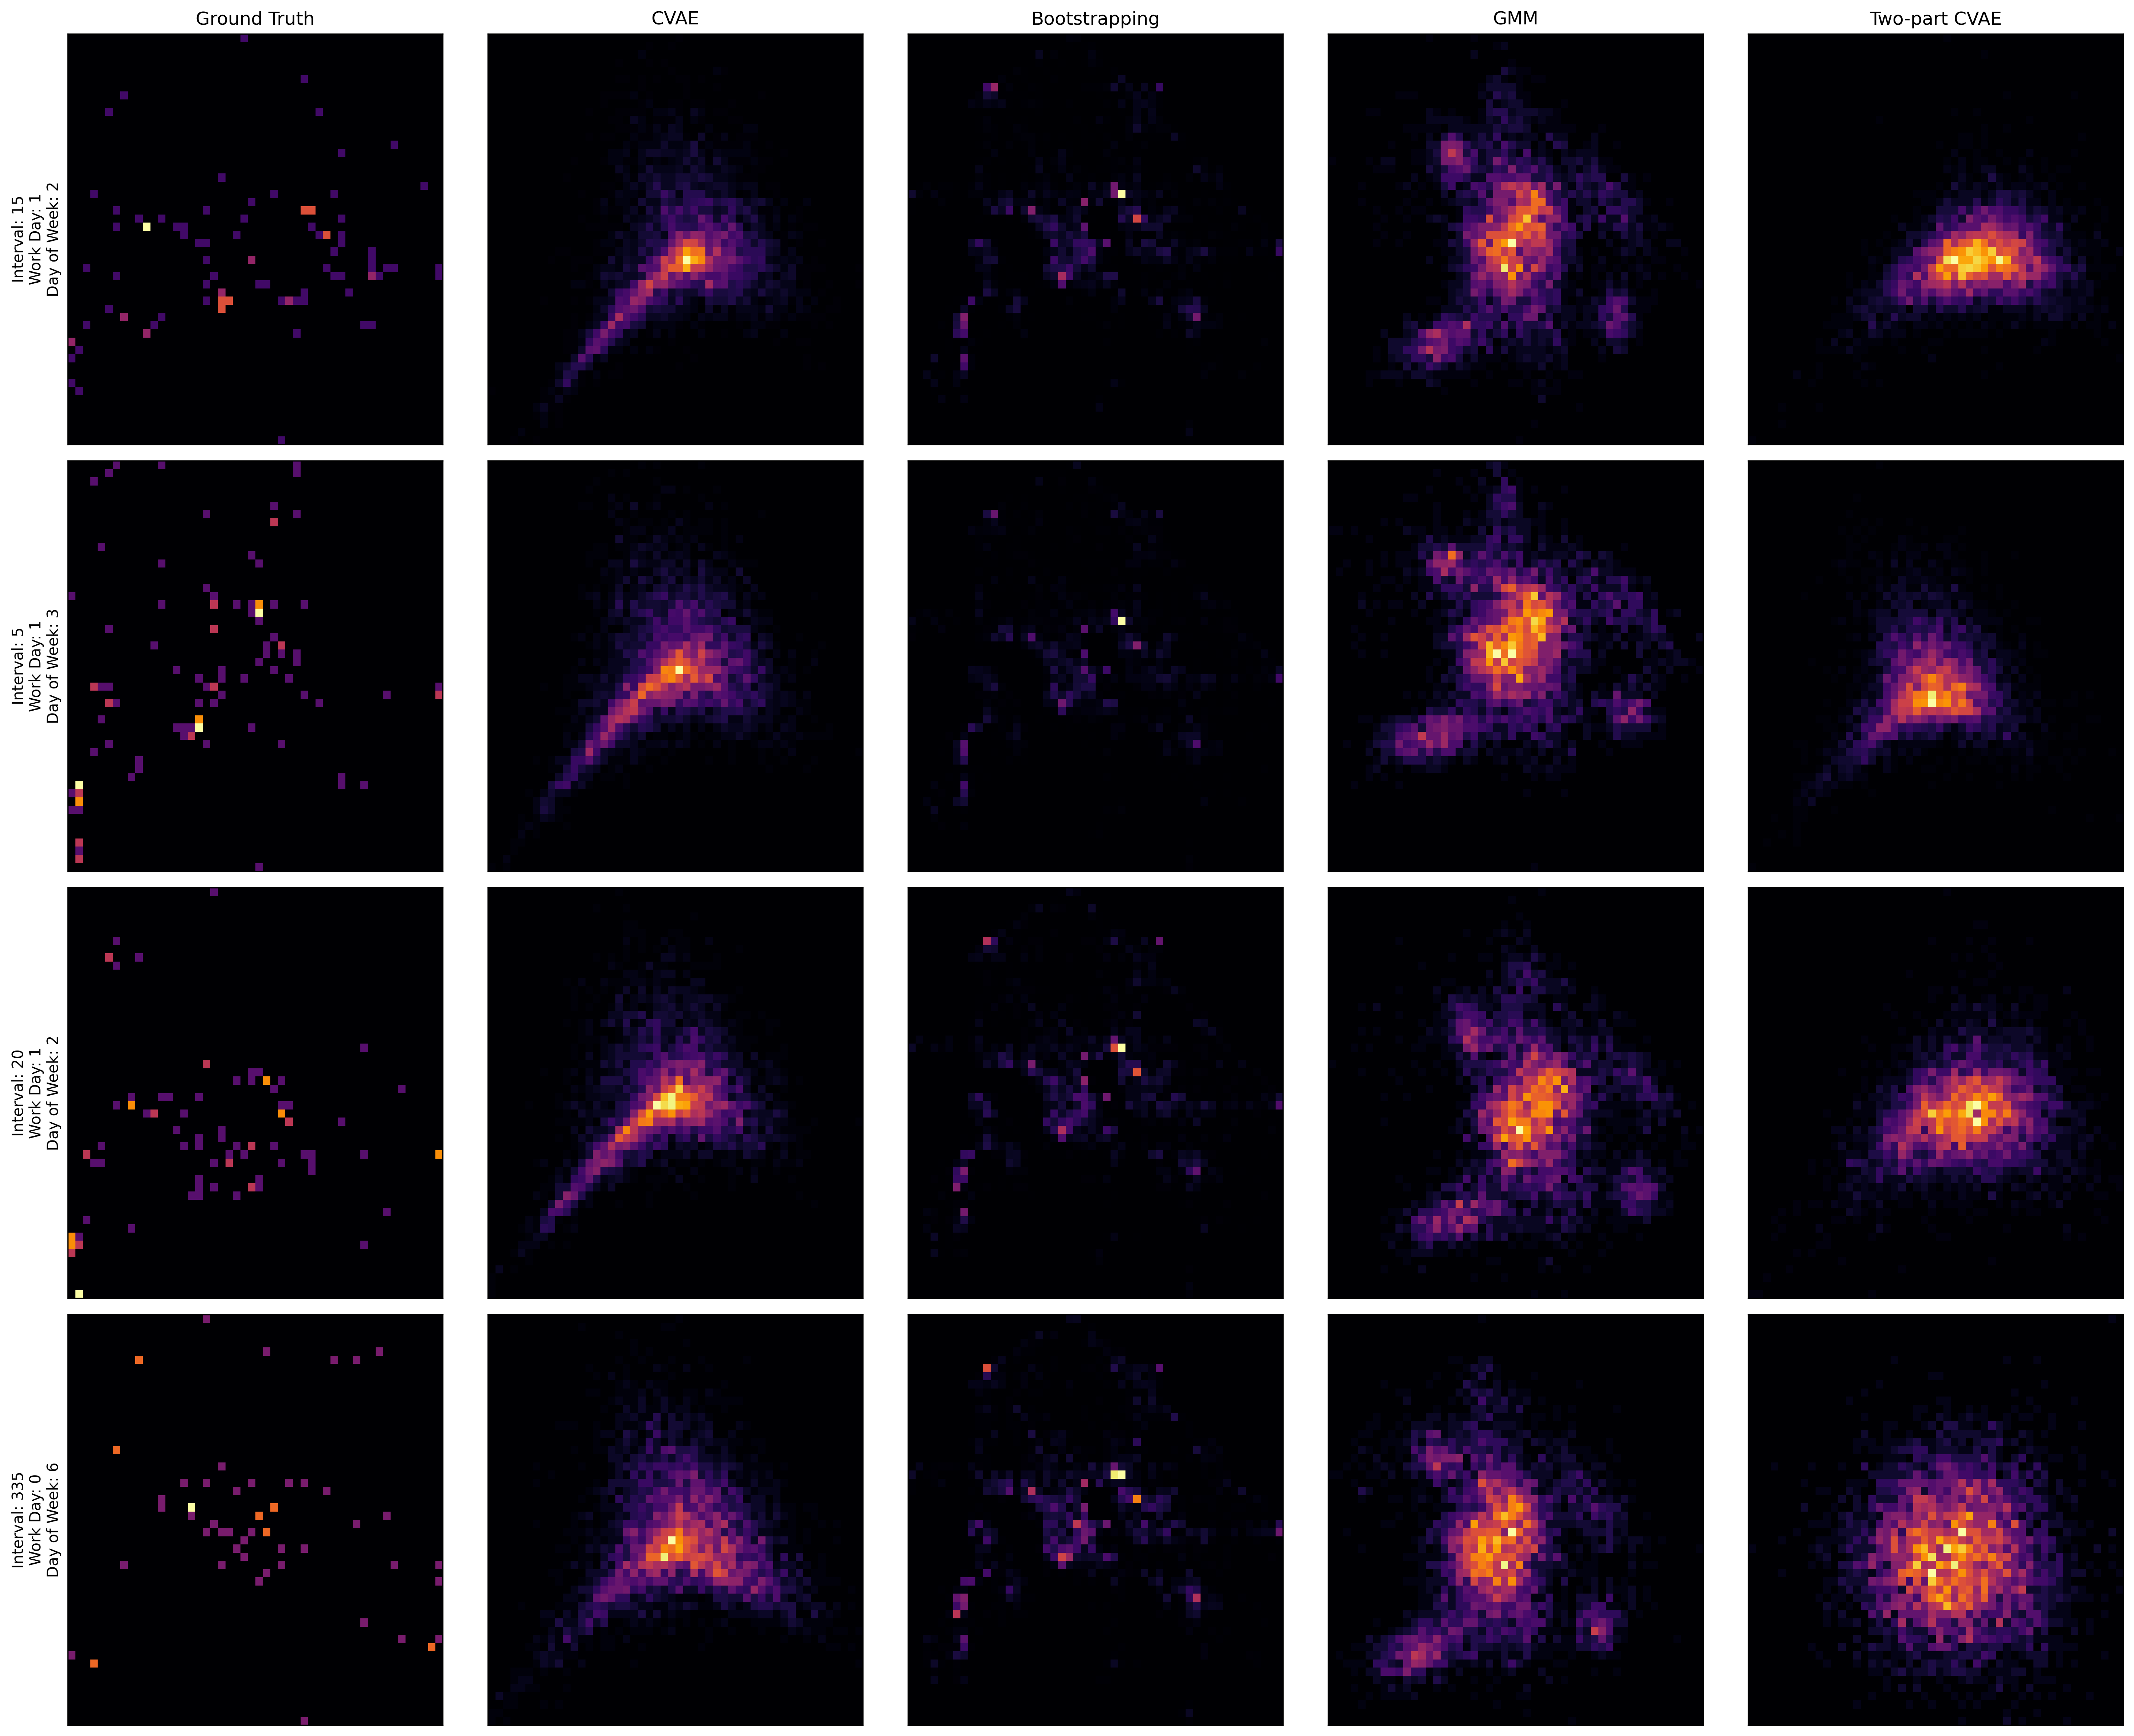 Ground Truth
CVAE
Bootstrapping
GMM
Two-part CVAE
Interval: 15
Work Day: 1
Day of Week: 2
Interval: 5
Work Day: 1
Day of Week: 3
Interval: 20
Work Day: 1
Day of Week: 2
Interval: 335
Work Day: 0
Day of Week: 6